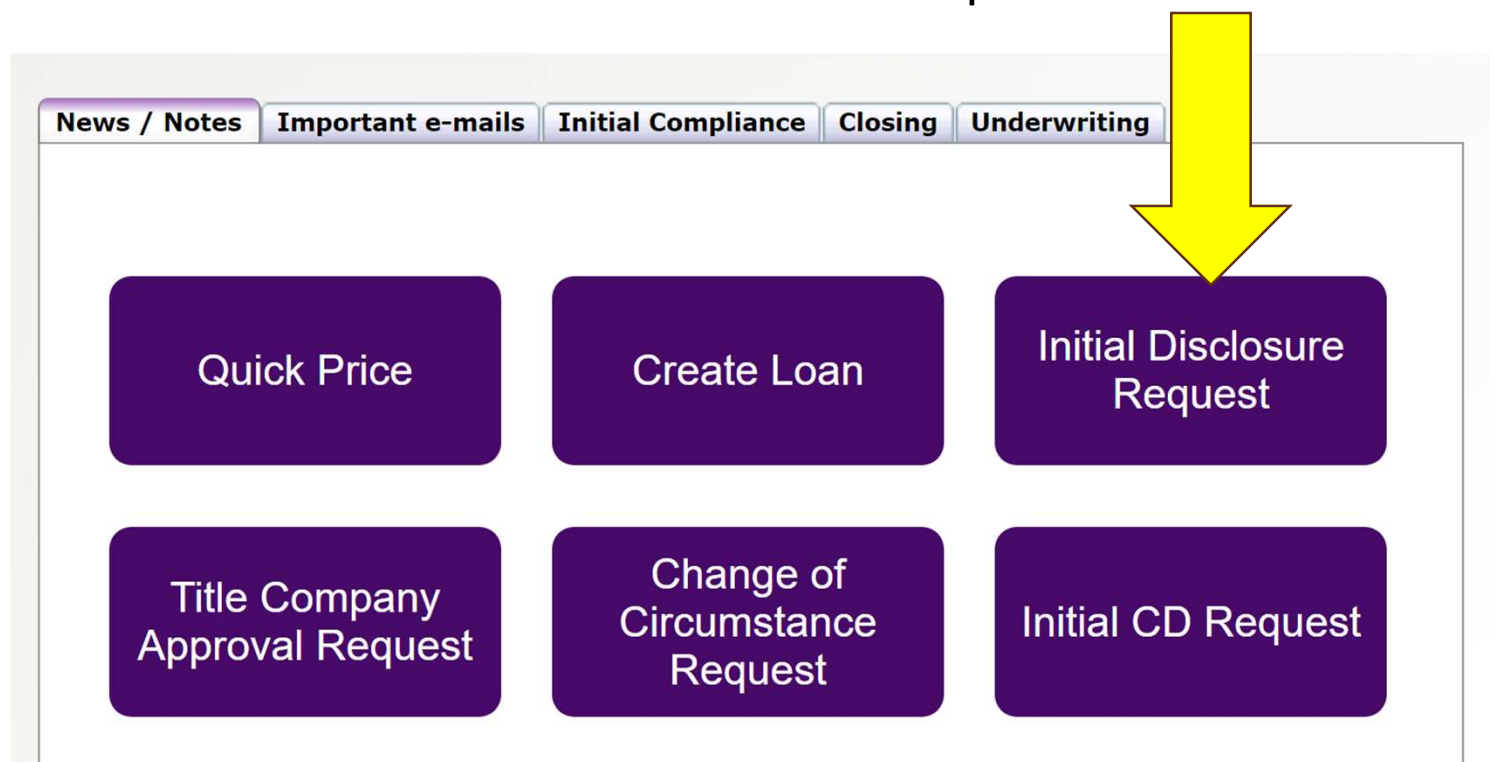 News / Notes Important e-mails Initial Compliance Closing Underwriting
Quick Price
Create Loan
Initial Disclosure
Request
Title Company
Approval Request
Change of
Circumstance
Request
Initial CD Request